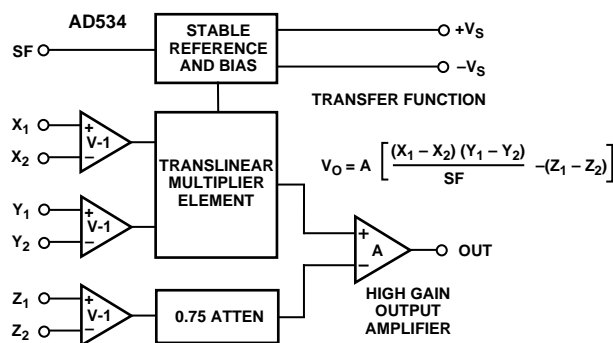 AD534
SF
STABLE
REFERENCE
AND BIAS
+VS
−VS
TRANSFER FUNCTION
X1
X2
+
−
V-1
TRANSLINEAR
MULTIPLIER
ELEMENT
VO = A [ (X1 − X2) (Y1 − Y2) / SF −(Z1 − Z2) ]
Y1
Y2
+
−
V-1
+
−
A
OUT
Z1
Z2
+
−
V-1
0.75 ATTEN
HIGH GAIN
OUTPUT
AMPLIFIER